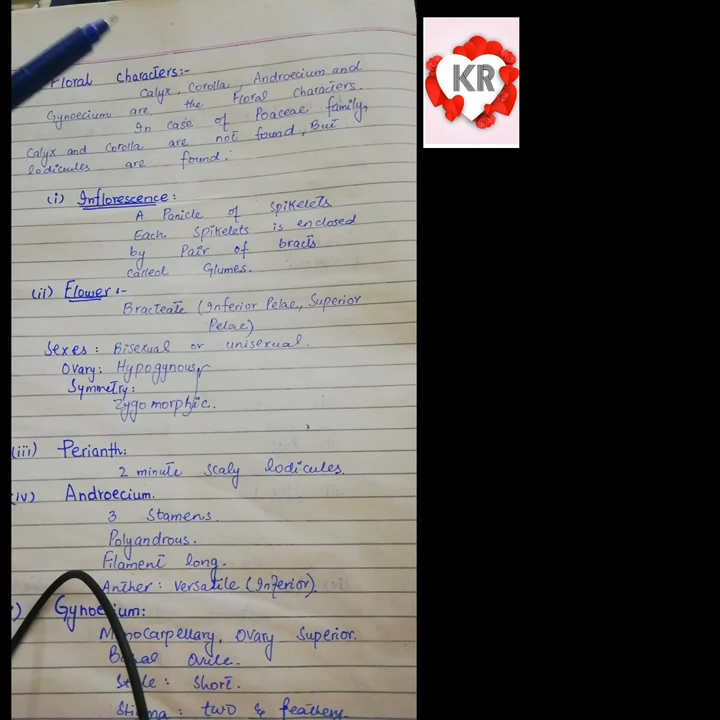 Floral Characters:-
Calyx, Corolla, Androecium and
Gynoecium are the Floral characters.
In case of Poaceae family,
Calyx and Corolla are not found, But
lodicules are found.
(i) Inflorescence:
A Panicle of Spikelets
Each Spikelets is enclosed
by Pair of bracts
called Glumes.
(ii) Flower:-
Bracteate (Inferior Pelae, Superior
Pelae)
Sexes: Bisexual or unisexual.
Ovary: Hypogynous
Symmetry:
Zygomorphic.
(iii) Perianth:
2 minute scaly lodicules.
(iv) Androecium.
3 Stamens.
Polyandrous.
Filament long.
Anther: versatile (Inferior).
Gynoecium:
Monocarpellary, Ovary Superior.
Basal Ovule.
Style: Short.
Stigma: two & feathery
KR